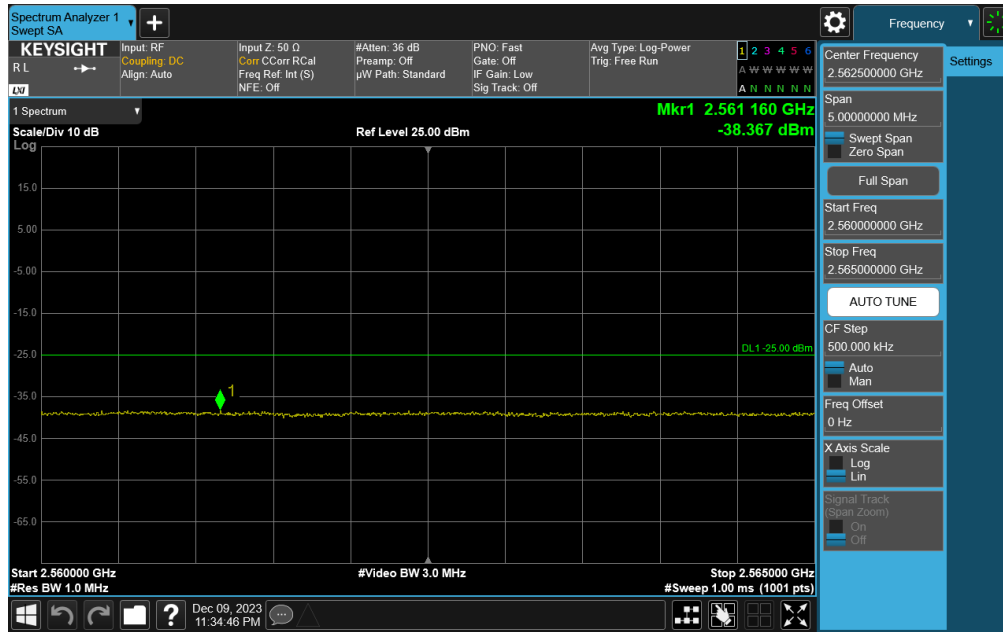 Spectrum Analyzer 1
Swept SA
Frequency
KEYSIGHT
R L
LXI
Input: RF
Coupling: DC
Align: Auto
Input Z: 50 Ω
Corr CCorr RCal
Freq Ref: Int (S)
NFE: Off
#Atten: 36 dB
Preamp: Off
µW Path: Standard
PNO: Fast
Gate: Off
IF Gain: Low
Sig Track: Off
Avg Type: Log-Power
Trig: Free Run
1 2 3 4 5 6
A W W W W W
A N N N N N
1 Spectrum
Mkr1 2.561 160 GHz
-38.367 dBm
Scale/Div 10 dB
Ref Level 25.00 dBm
Log
15.0
5.00
-5.00
-15.0
-25.0
-35.0
-45.0
-55.0
-65.0
DL1 -25.00 dBm
1
Start 2.560000 GHz
#Video BW 3.0 MHz
Stop 2.565000 GHz
#Res BW 1.0 MHz
#Sweep 1.00 ms (1001 pts)
Center Frequency
2.562500000 GHz
Settings
Span
5.00000000 MHz
Swept Span
Zero Span
Full Span
Start Freq
2.560000000 GHz
Stop Freq
2.565000000 GHz
AUTO TUNE
CF Step
500.000 kHz
Auto
Man
Freq Offset
0 Hz
X Axis Scale
Log
Lin
Signal Track
(Span Zoom)
On
Off
?
Dec 09, 2023
11:34:46 PM